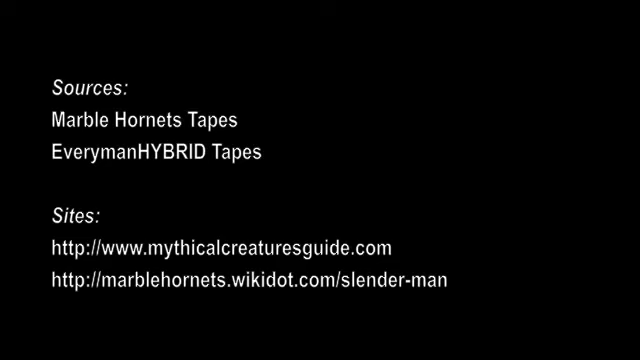 Sources:
Marble Hornets Tapes
EverymanHYBRID Tapes
Sites:
http://www.mythicalcreaturesguide.com
http://marblehornets.wikidot.com/slender-man